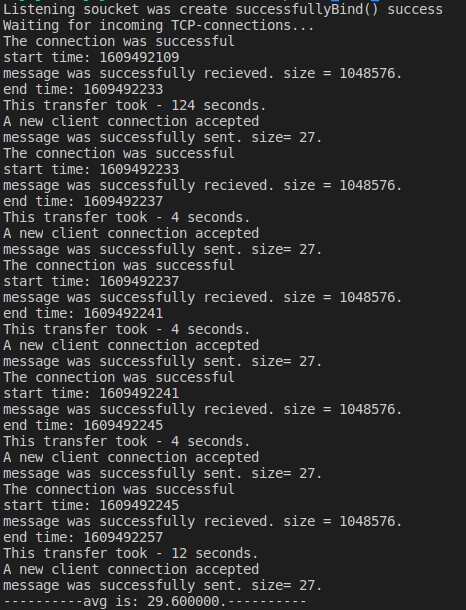 Listening soucket was create successfullyBind() success
Waiting for incoming TCP-connections...
The connection was successful
start time: 1609492109
message was successfully recieved. size = 1048576.
end time: 1609492233
This transfer took - 124 seconds.
A new client connection accepted
message was successfully sent. size= 27.
The connection was successful
start time: 1609492233
message was successfully recieved. size = 1048576.
end time: 1609492237
This transfer took - 4 seconds.
A new client connection accepted
message was successfully sent. size= 27.
The connection was successful
start time: 1609492237
message was successfully recieved. size = 1048576.
end time: 1609492241
This transfer took - 4 seconds.
A new client connection accepted
message was successfully sent. size= 27.
The connection was successful
start time: 1609492241
message was successfully recieved. size = 1048576.
end time: 1609492245
This transfer took - 4 seconds.
A new client connection accepted
message was successfully sent. size= 27.
The connection was successful
start time: 1609492245
message was successfully recieved. size = 1048576.
end time: 1609492257
This transfer took - 12 seconds.
A new client connection accepted
message was successfully sent. size= 27.
----------avg is: 29.600000.----------